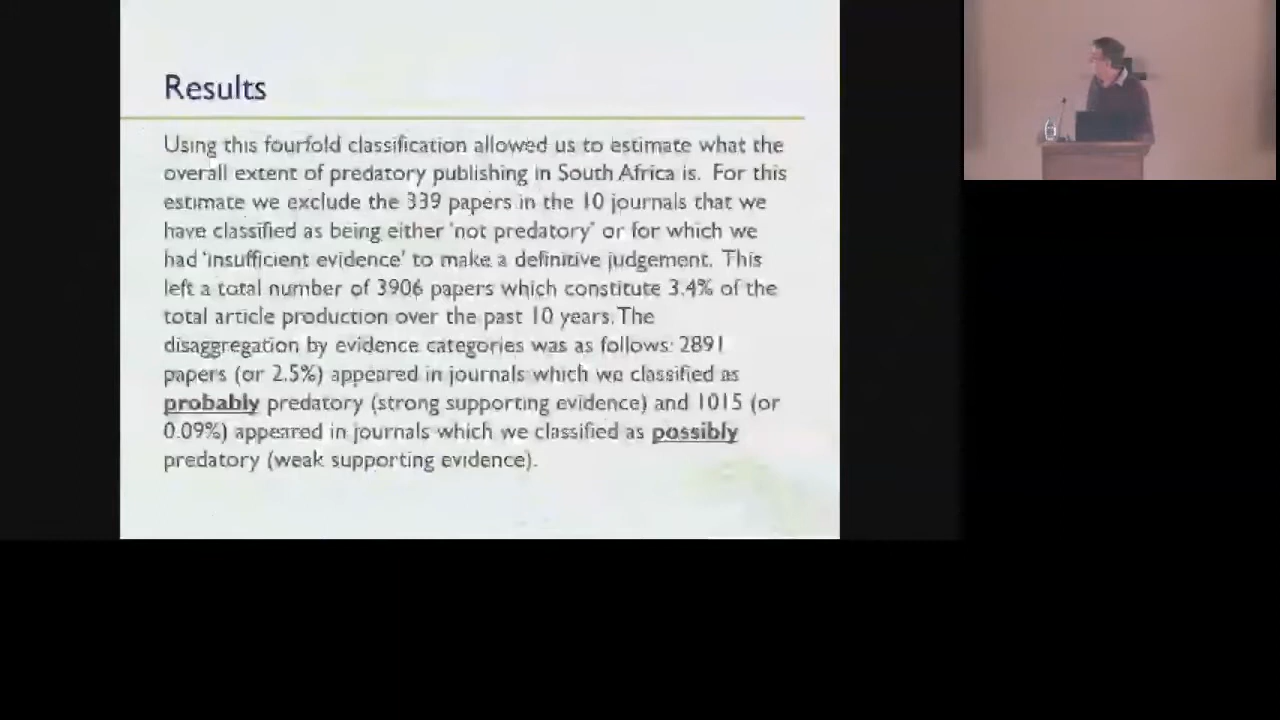 Results
Using this fourfold classification allowed us to estimate what the
overall extent of predatory publishing in South Africa is. For this
estimate we exclude the 339 papers in the 10 journals that we
have classified as being either 'not predatory' or for which we
had 'insufficient evidence' to make a definitive judgement. This
left a total number of 3906 papers which constitute 3.4% of the
total article production over the past 10 years. The
disaggregation by evidence categories was as follows: 2891
papers (or 2.5%) appeared in journals which we classified as
probably predatory (strong supporting evidence) and 1015 (or
0.09%) appeared in journals which we classified as possibly
predatory (weak supporting evidence).